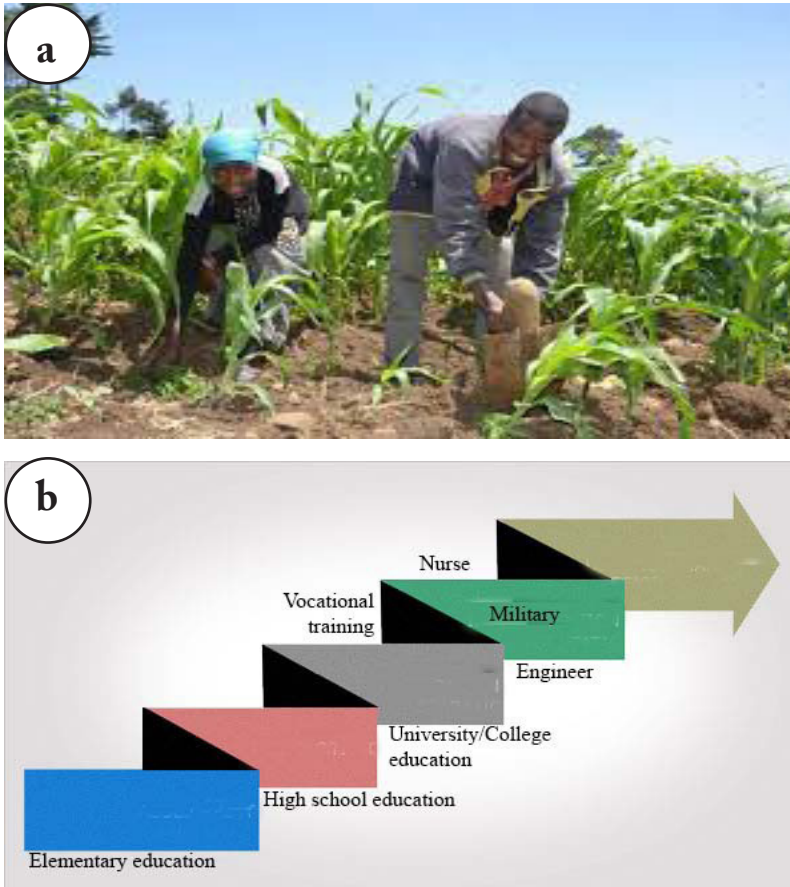 a
b
Nurse
Vocational
training
Military
Engineer
University/College
education
High school education
Elementary education